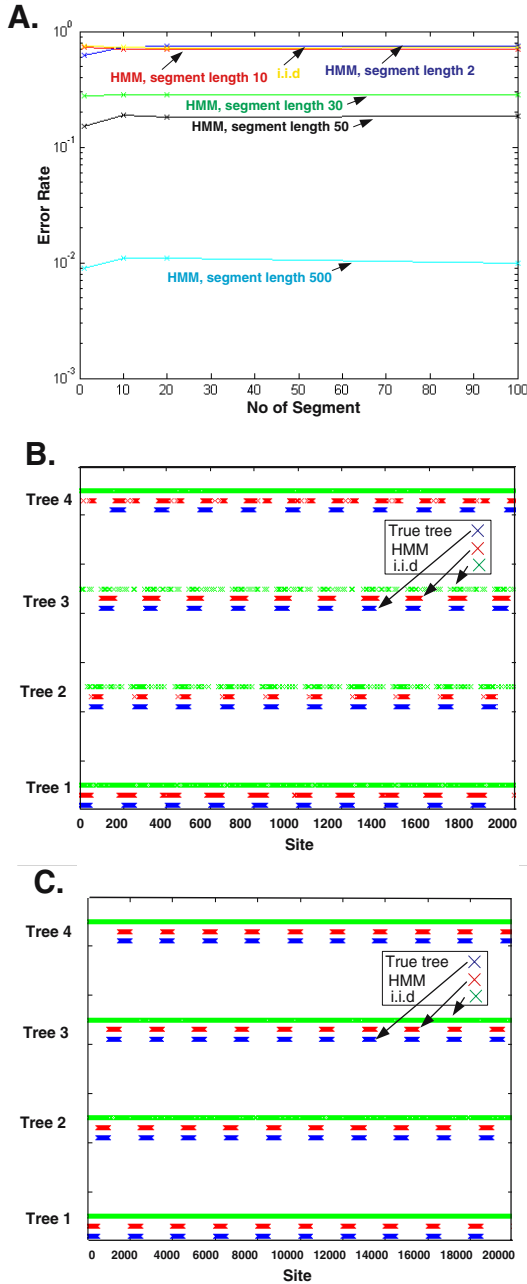 A.
10^0
HMM, segment length 10
i.i.d
HMM, segment length 2
HMM, segment length 30
10^-1
HMM, segment length 50
Error Rate
10^-2
HMM, segment length 500
10^-3
0 10 20 30 40 50 60 70 80 90 100
No of Segment
B.
Tree 4
True tree
HMM
i.i.d
Tree 3
Tree 2
Tree 1
0 200 400 600 800 1000 1200 1400 1600 1800 2000
Site
C.
Tree 4
True tree
HMM
i.i.d
Tree 3
Tree 2
Tree 1
0 2000 4000 6000 8000 10000 12000 14000 16000 18000 20000
Site